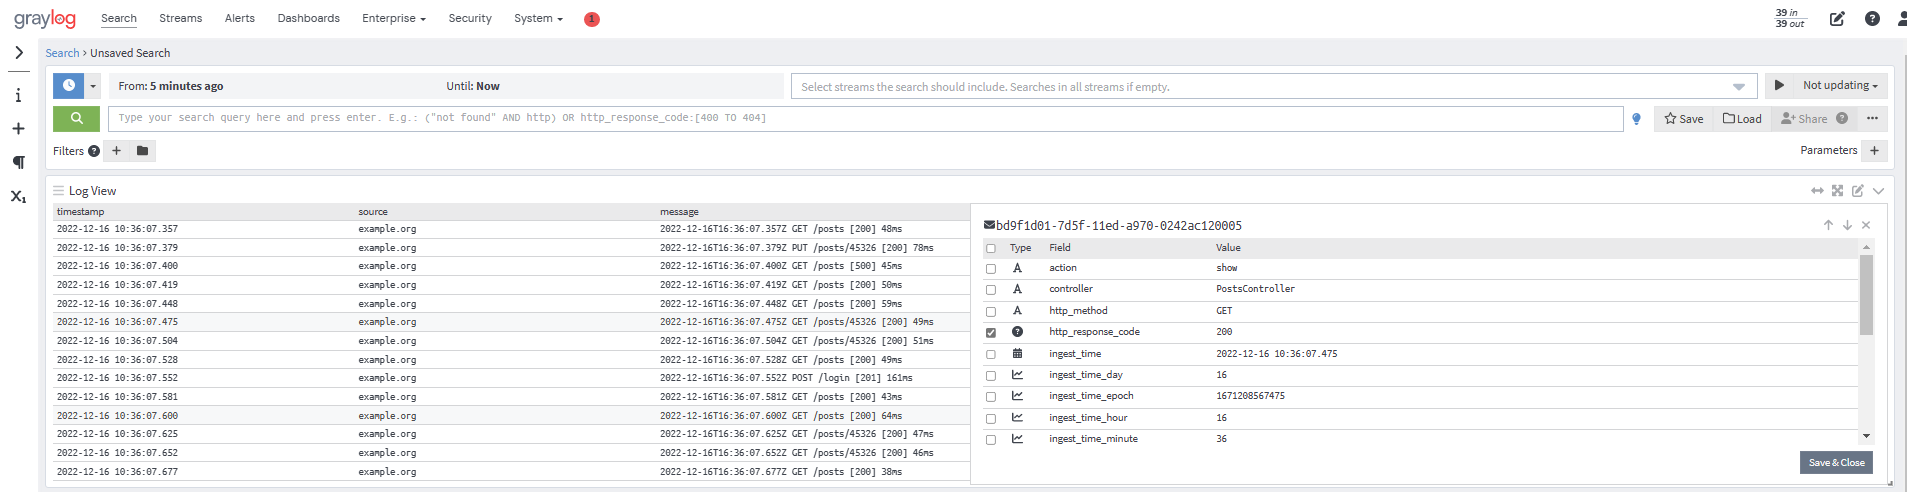 graylog Search Streams Alerts Dashboards Enterprise Security System 1 39 in
39 out
Search > Unsaved Search
From: 5 minutes ago Until: Now Select streams the search should include. Searches in all streams if empty. Not updating
Type your search query here and press enter. E.g.: ("not found" AND http) OR http_response_code:[400 TO 404] Save Load Share
Filters Parameters
Log View
timestamp source message
2022-12-16 10:36:07.357 example.org 2022-12-16T16:36:07.357Z GET /posts [200] 48ms
2022-12-16 10:36:07.379 example.org 2022-12-16T16:36:07.379Z PUT /posts/45326 [200] 78ms
2022-12-16 10:36:07.400 example.org 2022-12-16T16:36:07.400Z GET /posts [500] 45ms
2022-12-16 10:36:07.419 example.org 2022-12-16T16:36:07.419Z GET /posts [200] 50ms
2022-12-16 10:36:07.448 example.org 2022-12-16T16:36:07.448Z GET /posts [200] 59ms
2022-12-16 10:36:07.475 example.org 2022-12-16T16:36:07.475Z GET /posts/45326 [200] 49ms
2022-12-16 10:36:07.504 example.org 2022-12-16T16:36:07.504Z GET /posts/45326 [200] 51ms
2022-12-16 10:36:07.528 example.org 2022-12-16T16:36:07.528Z GET /posts [200] 49ms
2022-12-16 10:36:07.552 example.org 2022-12-16T16:36:07.552Z POST /login [201] 161ms
2022-12-16 10:36:07.581 example.org 2022-12-16T16:36:07.581Z GET /posts [200] 43ms
2022-12-16 10:36:07.600 example.org 2022-12-16T16:36:07.600Z GET /posts [200] 64ms
2022-12-16 10:36:07.625 example.org 2022-12-16T16:36:07.625Z GET /posts/45326 [200] 47ms
2022-12-16 10:36:07.652 example.org 2022-12-16T16:36:07.652Z GET /posts/45326 [200] 46ms
2022-12-16 10:36:07.677 example.org 2022-12-16T16:36:07.677Z GET /posts [200] 38ms
bd9f1d01-7d5f-11ed-a970-0242ac120005
Type Field Value
action show
controller PostsController
http_method GET
http_response_code 200
ingest_time 2022-12-16 10:36:07.475
ingest_time_day 16
ingest_time_epoch 1671208567475
ingest_time_hour 16
ingest_time_minute 36
Save & Close